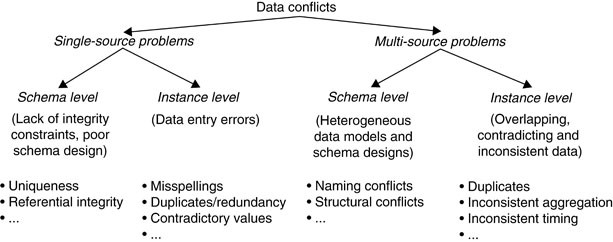 Data conflicts
Single-source problems
Multi-source problems
Schema level
(Lack of integrity
constraints, poor
schema design)
• Uniqueness
• Referential integrity
• ...
Instance level
(Data entry errors)
• Misspellings
• Duplicates/redundancy
• Contradictory values
• ...
Schema level
(Heterogeneous
data models and
schema designs)
• Naming conflicts
• Structural conflicts
• ...
Instance level
(Overlapping,
contradicting and
inconsistent data)
• Duplicates
• Inconsistent aggregation
• Inconsistent timing
• ...